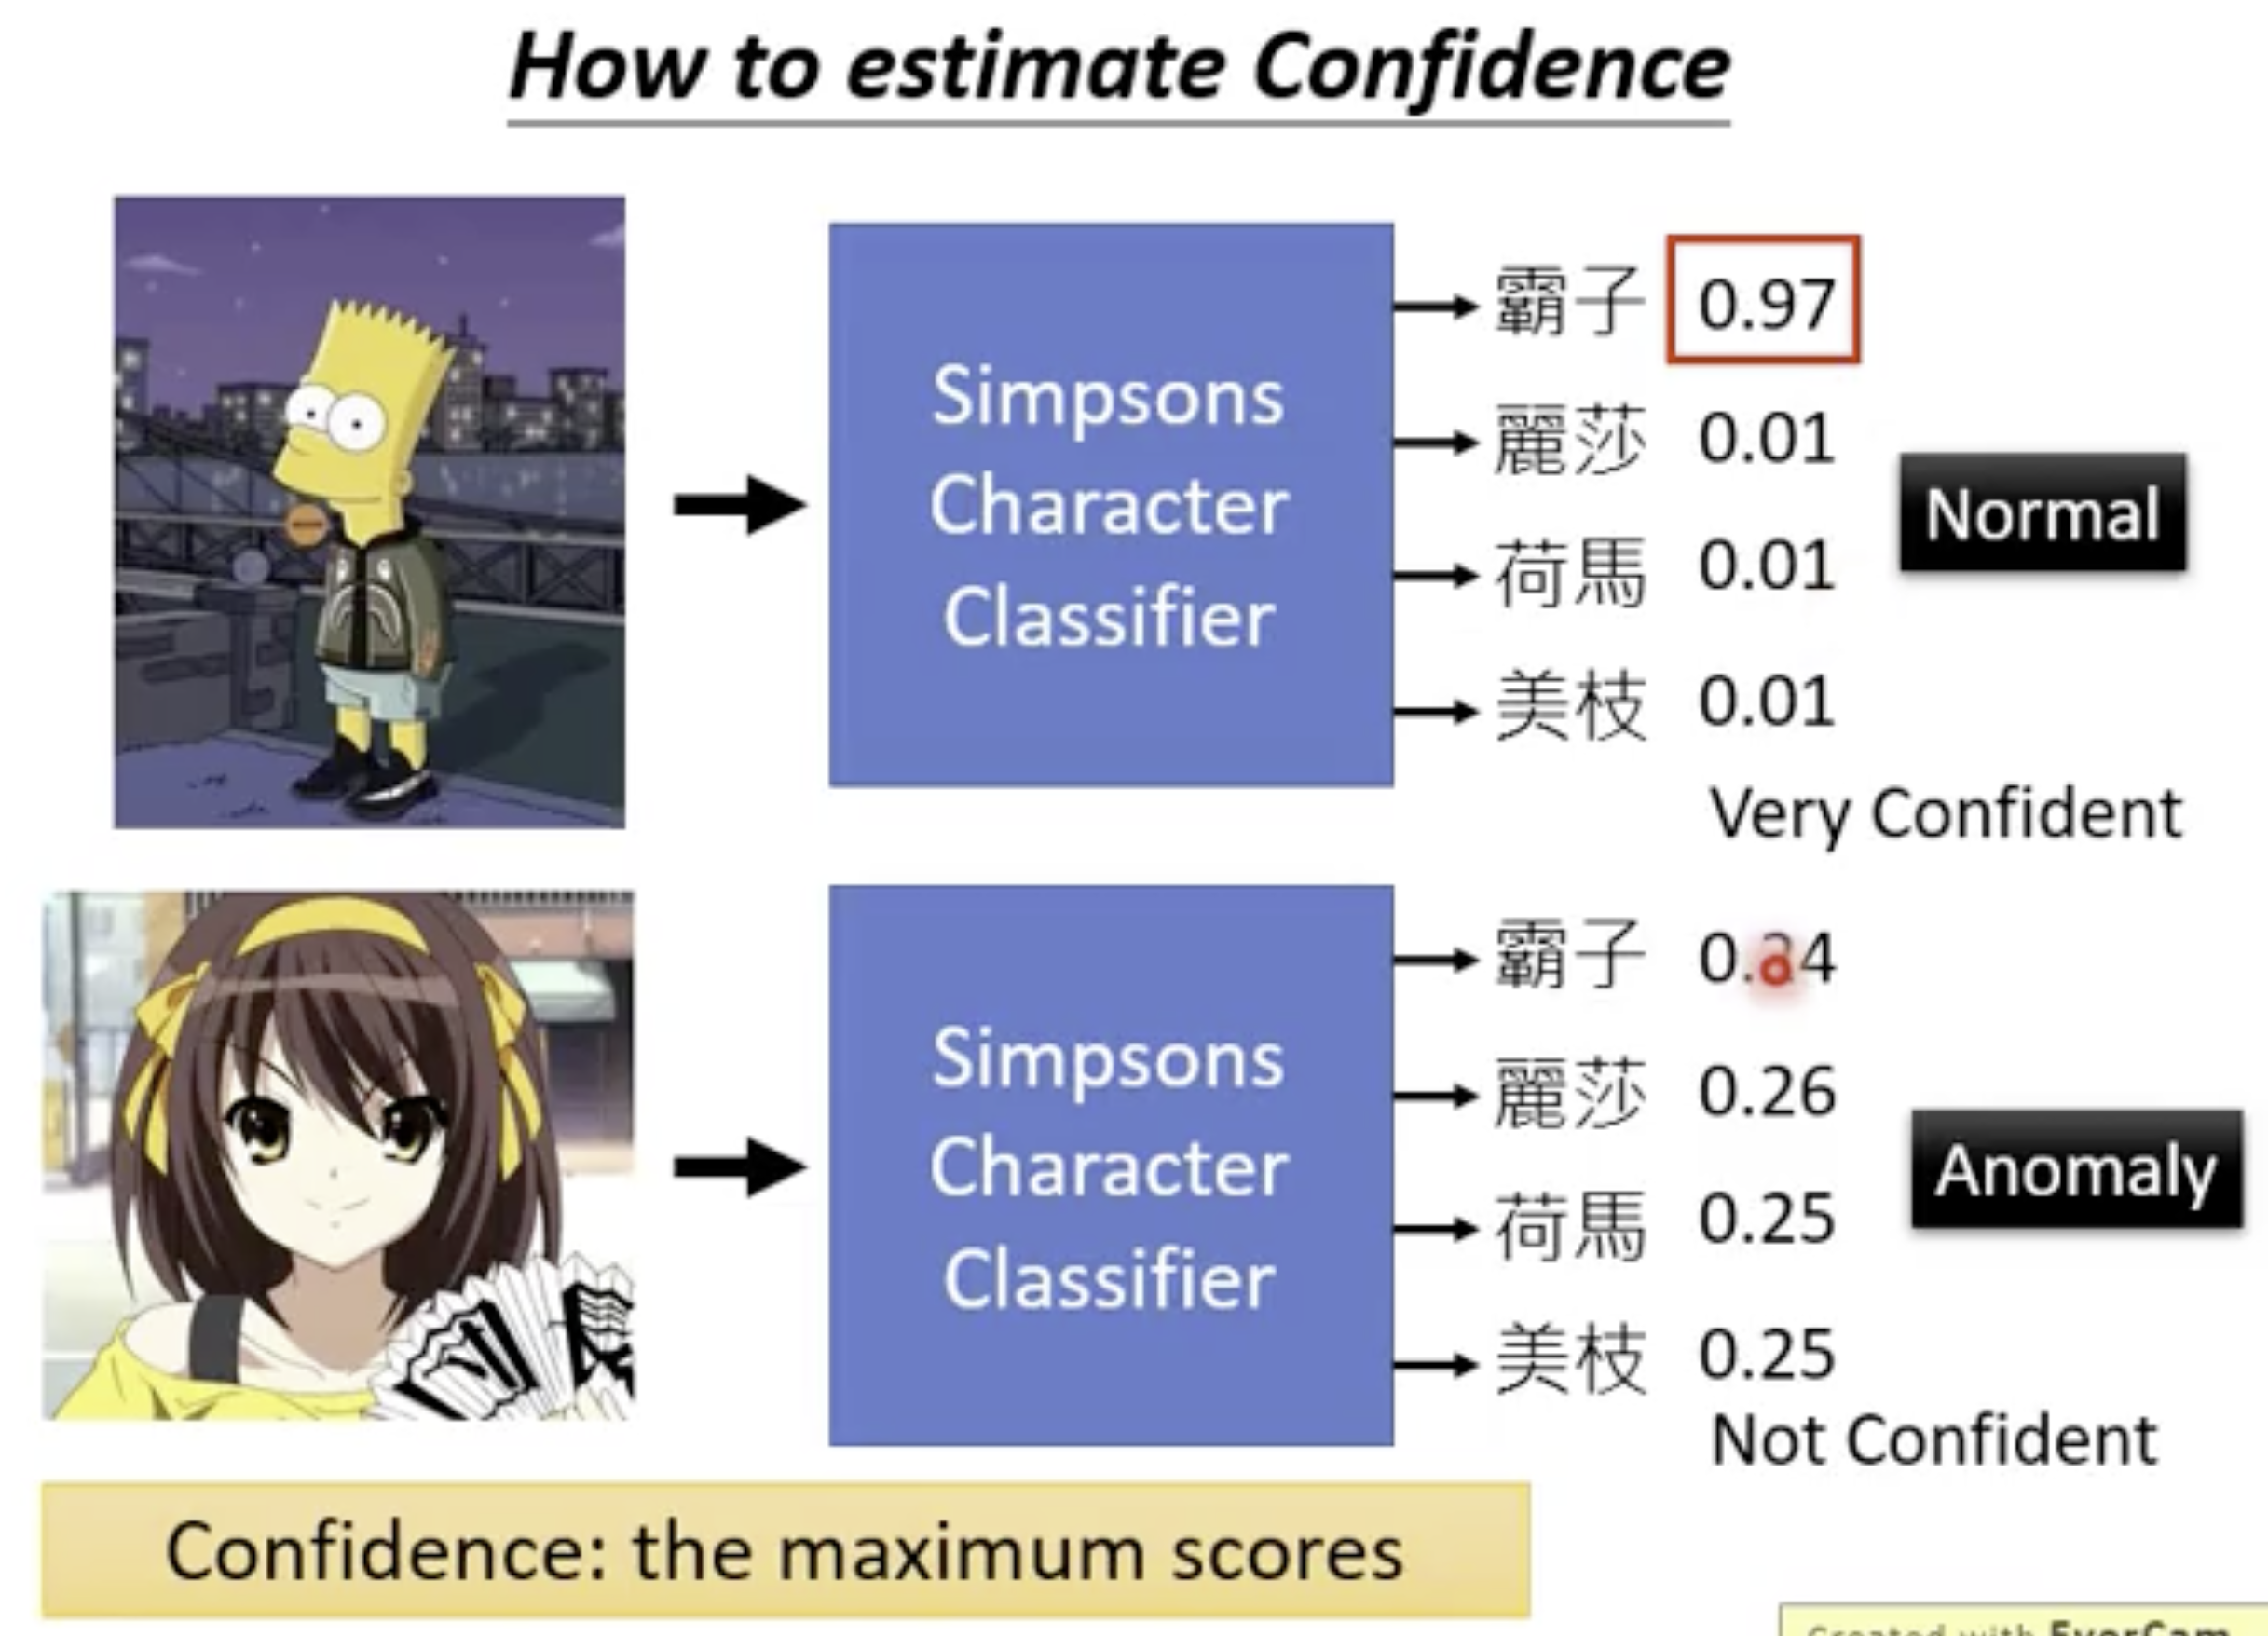 How to estimate Confidence
Simpsons
Character
Classifier
霸子 0.97
麗莎 0.01
荷馬 0.01
美枝 0.01
Normal
Very Confident
Simpsons
Character
Classifier
霸子
麗莎 0.26
荷馬 0.25
美枝 0.25
Anomaly
Not Confident
Confidence: the maximum scores
Created with EverCam